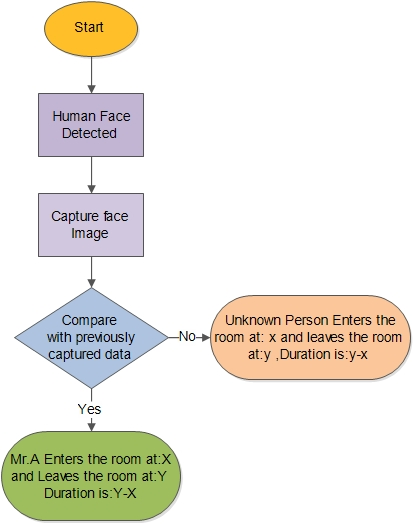 Start
Human Face
Detected
Capture face
Image
Compare
with previously
captured data
No
Unknown Person Enters the
room at: x and leaves the room
at:y ,Duration is:y-x
Yes
Mr.A Enters the room at:X
and Leaves the room at:Y
Duration is:Y-X